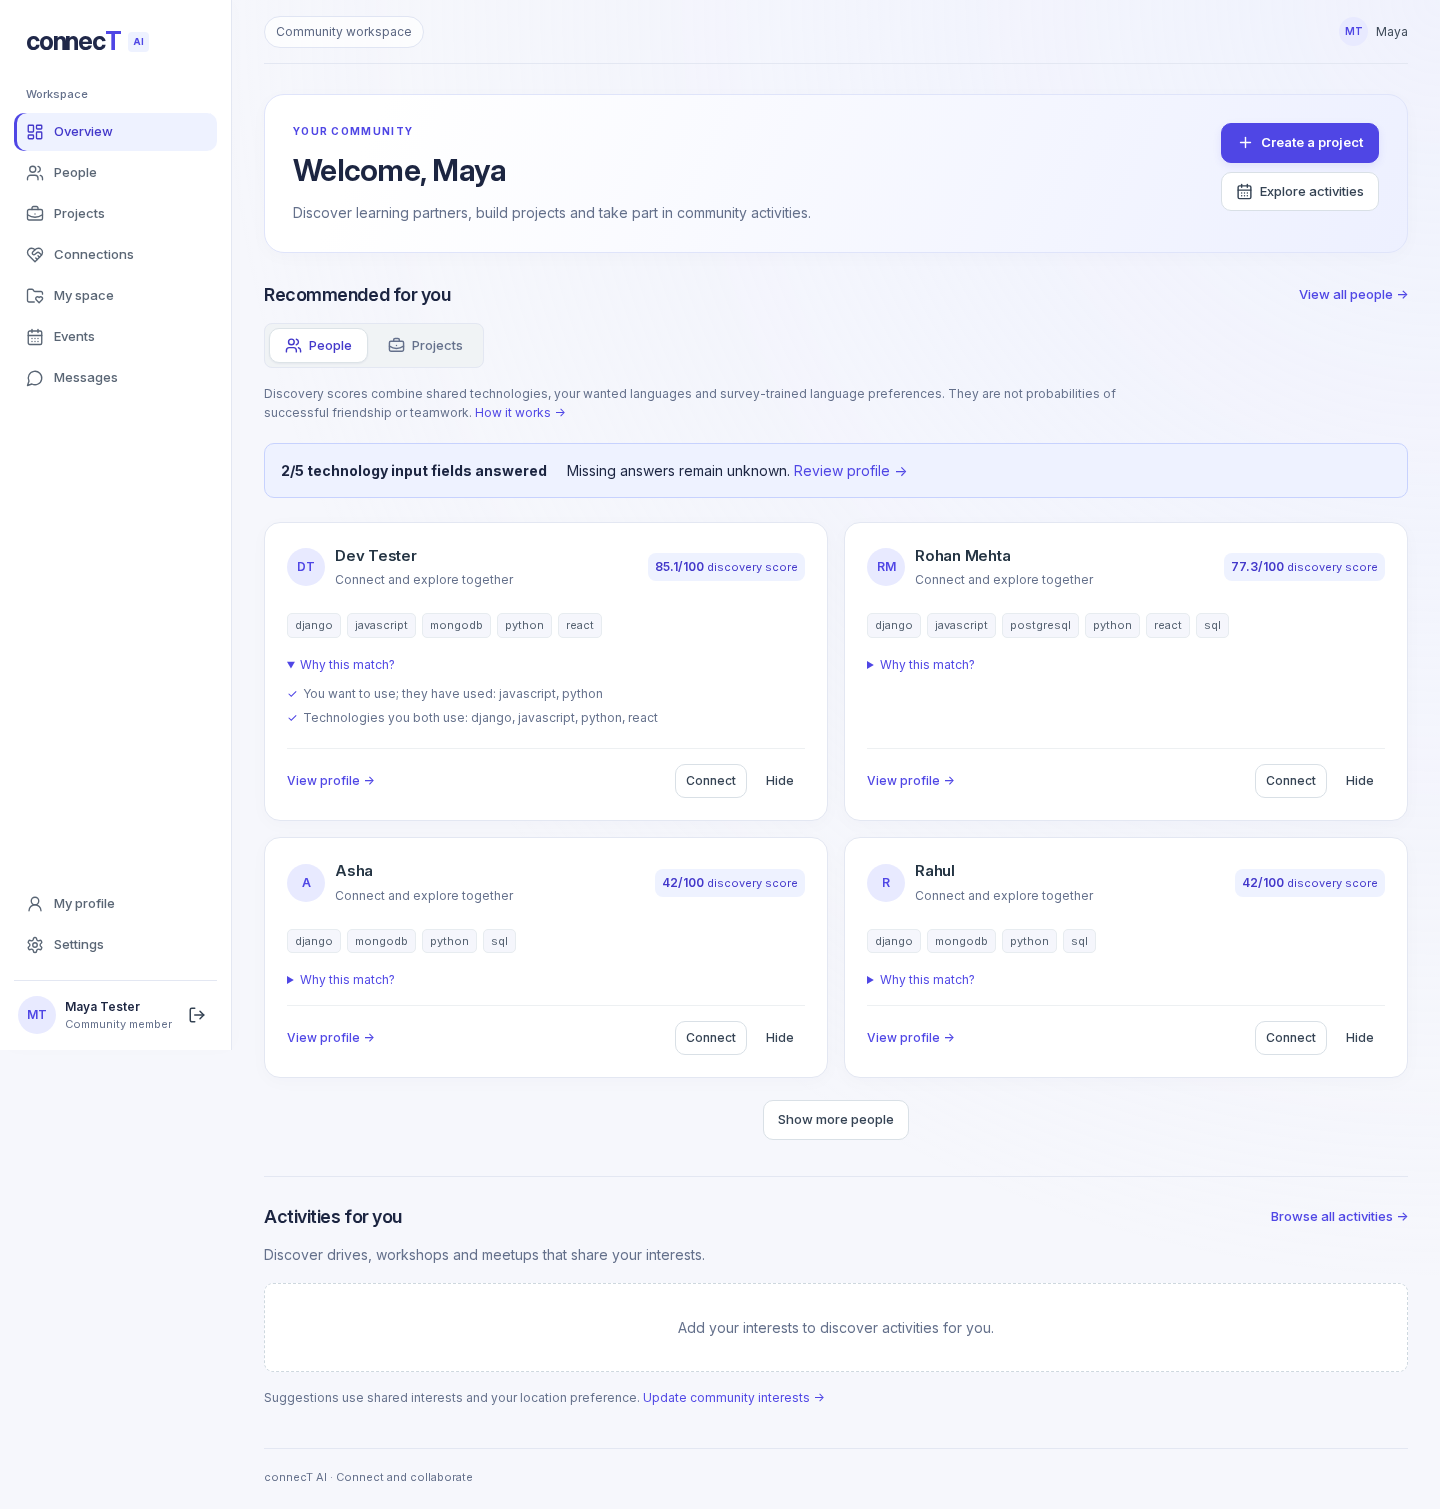 connecT AI
Workspace
Overview
People
Projects
Connections
My space
Events
Messages
My profile
Settings
MT
Maya Tester
Community member
Community workspace
MT Maya
YOUR COMMUNITY
Welcome, Maya
Discover learning partners, build projects and take part in community activities.
Create a project
Explore activities
Recommended for you
View all people →
People
Projects
Discovery scores combine shared technologies, your wanted languages and survey-trained language preferences. They are not probabilities of
successful friendship or teamwork. How it works →
2/5 technology input fields answered Missing answers remain unknown. Review profile →
DT
Dev Tester
Connect and explore together
85.1/100 discovery score
django javascript mongodb python react
▼ Why this match?
✓ You want to use; they have used: javascript, python
✓ Technologies you both use: django, javascript, python, react
View profile → Connect Hide
RM
Rohan Mehta
Connect and explore together
77.3/100 discovery score
django javascript postgresql python react sql
▶ Why this match?
View profile → Connect Hide
A
Asha
Connect and explore together
42/100 discovery score
django mongodb python sql
▶ Why this match?
View profile → Connect Hide
R
Rahul
Connect and explore together
42/100 discovery score
django mongodb python sql
▶ Why this match?
View profile → Connect Hide
Show more people
Activities for you
Browse all activities →
Discover drives, workshops and meetups that share your interests.
Add your interests to discover activities for you.
Suggestions use shared interests and your location preference. Update community interests →
connecT AI · Connect and collaborate